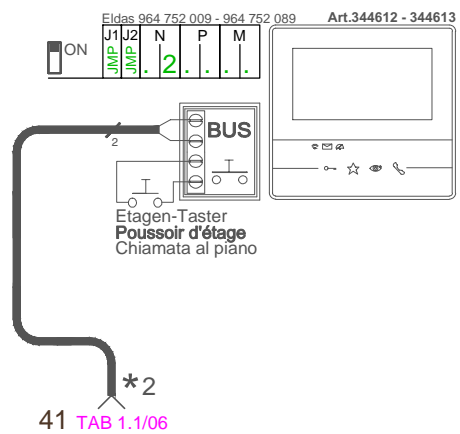 Eldas 964 752 009 - 964 752 089
Art.344612 - 344613
ON
J1 J2 N P M
JMP JMP . 2 . . . .
BUS
2
Etagen-Taster
Poussoir d'étage
Chiamata al piano
*2
41 TAB 1.1/06